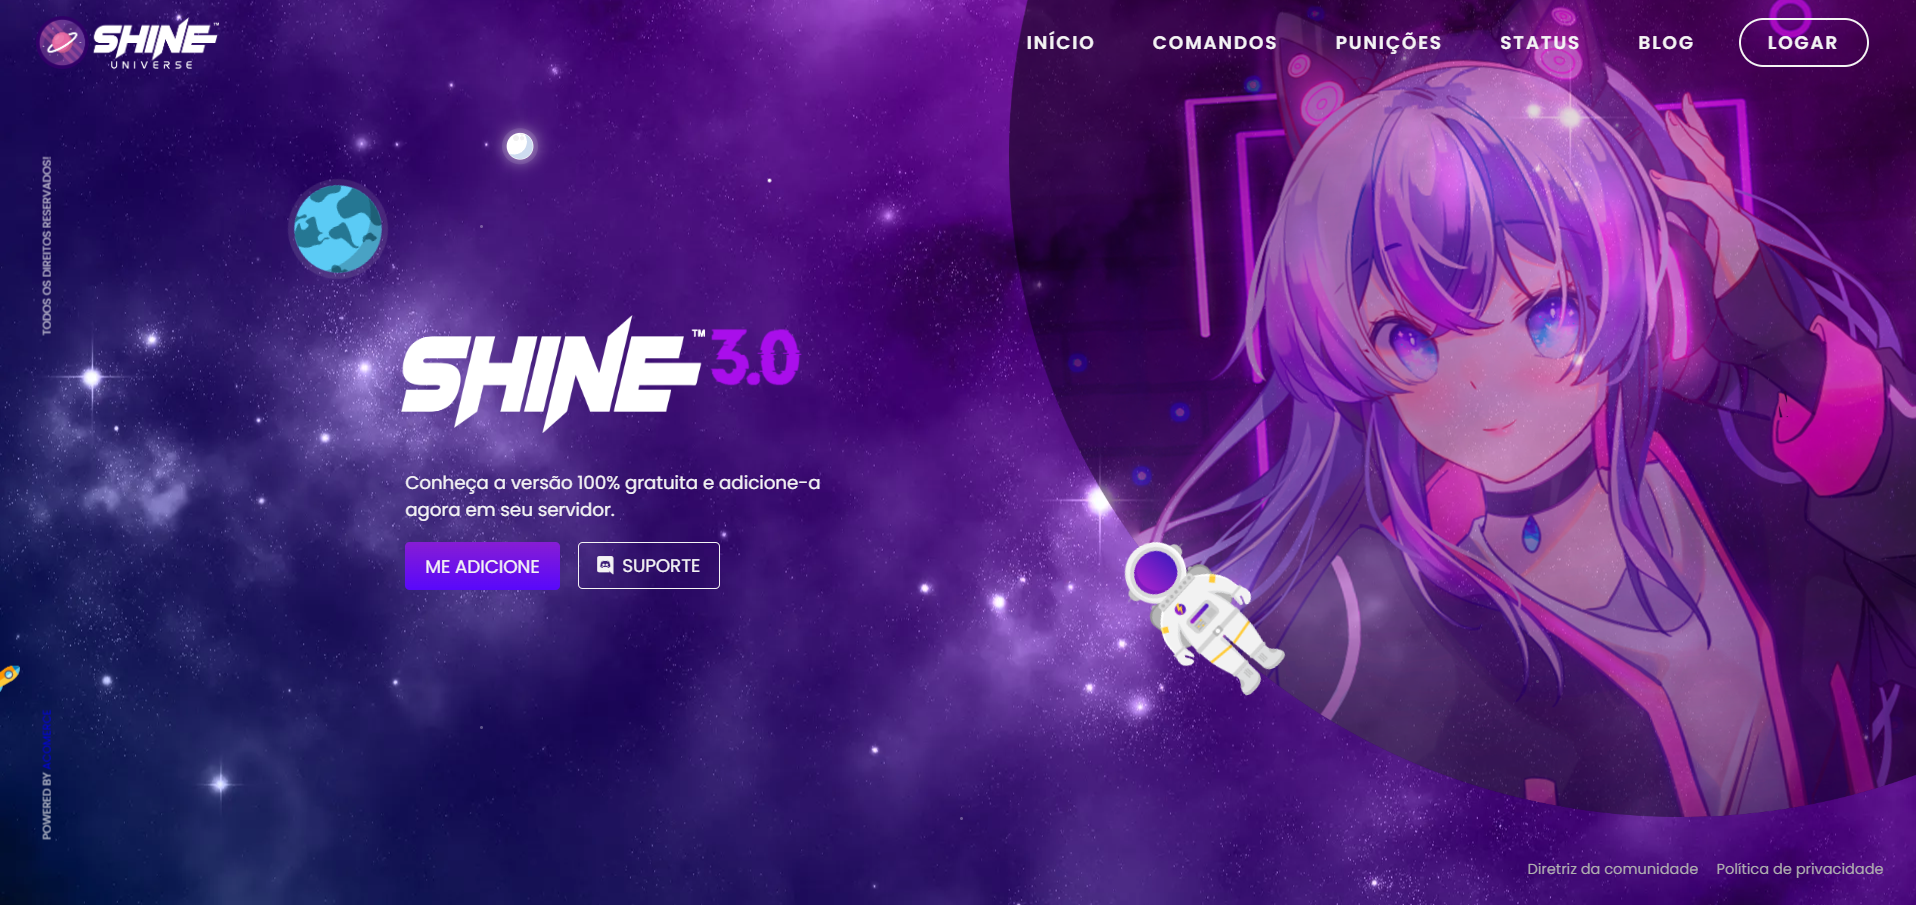 SHINE™
UNIVERSE
INÍCIO
COMANDOS
PUNIÇÕES
STATUS
BLOG
LOGAR
TODOS OS DIREITOS RESERVADOS!
SHINE™ 3.0
Conheça a versão 100% gratuita e adicione-a
agora em seu servidor.
ME ADICIONE
SUPORTE
POWERED BY
Diretriz da comunidade
Política de privacidade